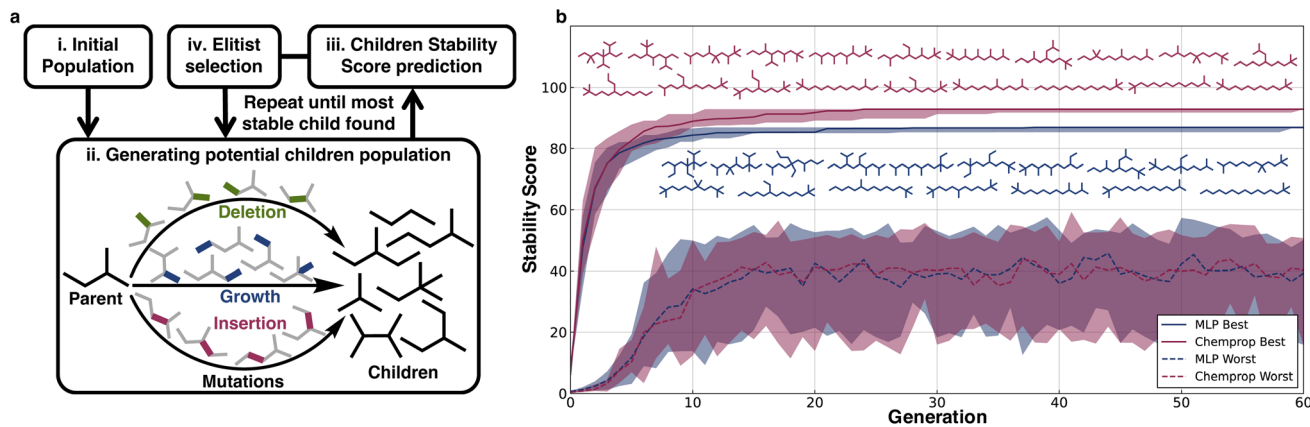 a
i. Initial
Population
iv. Elitist
selection
iii. Children Stability
Score prediction
Repeat until most
stable child found
ii. Generating potential children population
Deletion
Parent
Growth
Insertion
Mutations
Children
b
Stability Score
100
80
60
40
20
0
0
10
20
30
40
50
60
Generation
MLP Best
Chemprop Best
MLP Worst
Chemprop Worst